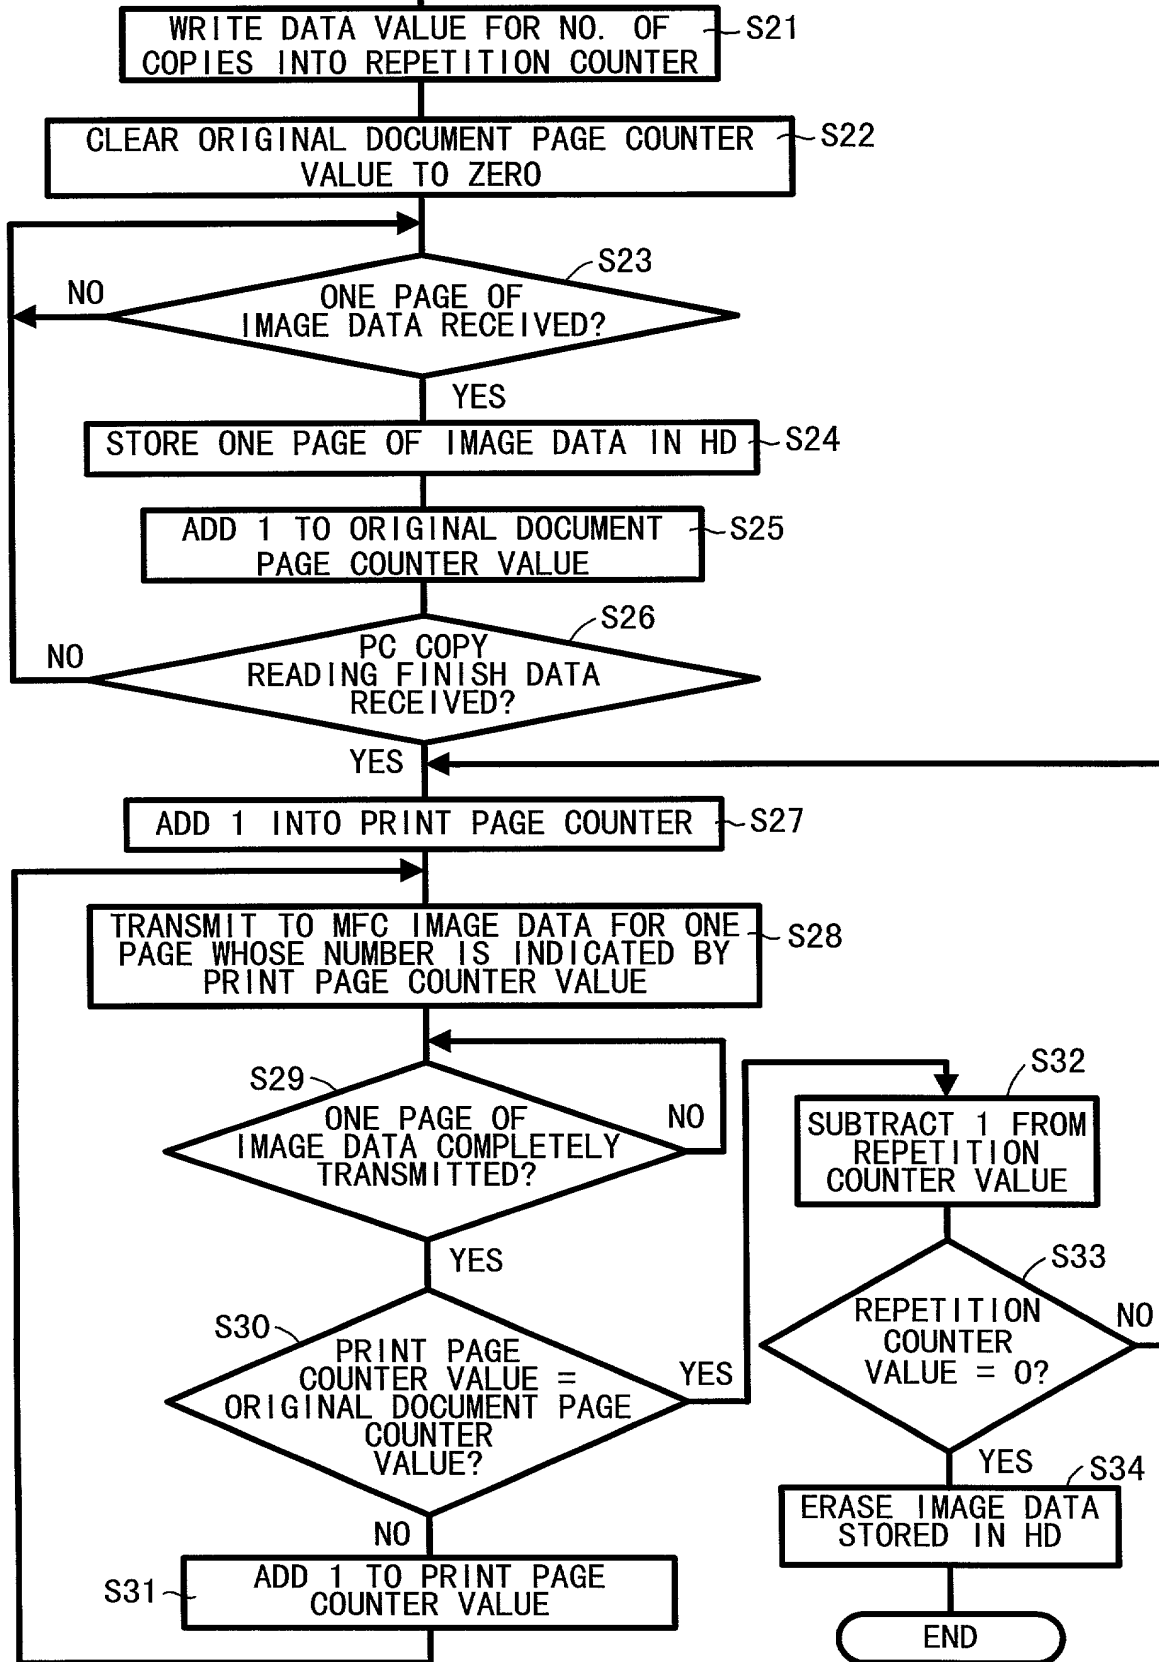 WRITE DATA VALUE FOR NO. OF
COPIES INTO REPETITION COUNTER
S21
CLEAR ORIGINAL DOCUMENT PAGE COUNTER
VALUE TO ZERO
S22
S23
NO
ONE PAGE OF
IMAGE DATA RECEIVED?
YES
STORE ONE PAGE OF IMAGE DATA IN HD
S24
ADD 1 TO ORIGINAL DOCUMENT
PAGE COUNTER VALUE
S25
S26
NO
PC COPY
READING FINISH DATA
RECEIVED?
YES
ADD 1 INTO PRINT PAGE COUNTER
S27
TRANSMIT TO MFC IMAGE DATA FOR ONE
PAGE WHOSE NUMBER IS INDICATED BY
PRINT PAGE COUNTER VALUE
S28
S29
ONE PAGE OF
IMAGE DATA COMPLETELY
TRANSMITTED?
NO
YES
S30
PRINT PAGE
COUNTER VALUE =
ORIGINAL DOCUMENT PAGE
COUNTER
VALUE?
YES
NO
S31
ADD 1 TO PRINT PAGE
COUNTER VALUE
S32
SUBTRACT 1 FROM
REPETITION
COUNTER VALUE
S33
REPETITION
COUNTER
VALUE = 0?
NO
YES
S34
ERASE IMAGE DATA
STORED IN HD
END